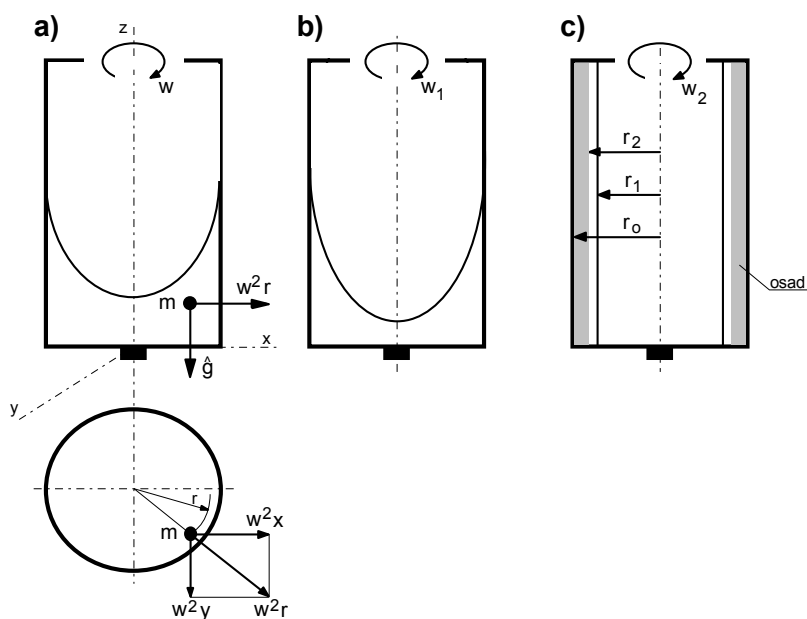 a)
z
w
w²r
m
x
ĝ
y
r
m
w²x
w²y
w²r
b)
w₁
c)
w₂
r₂
r₁
rₒ
osad